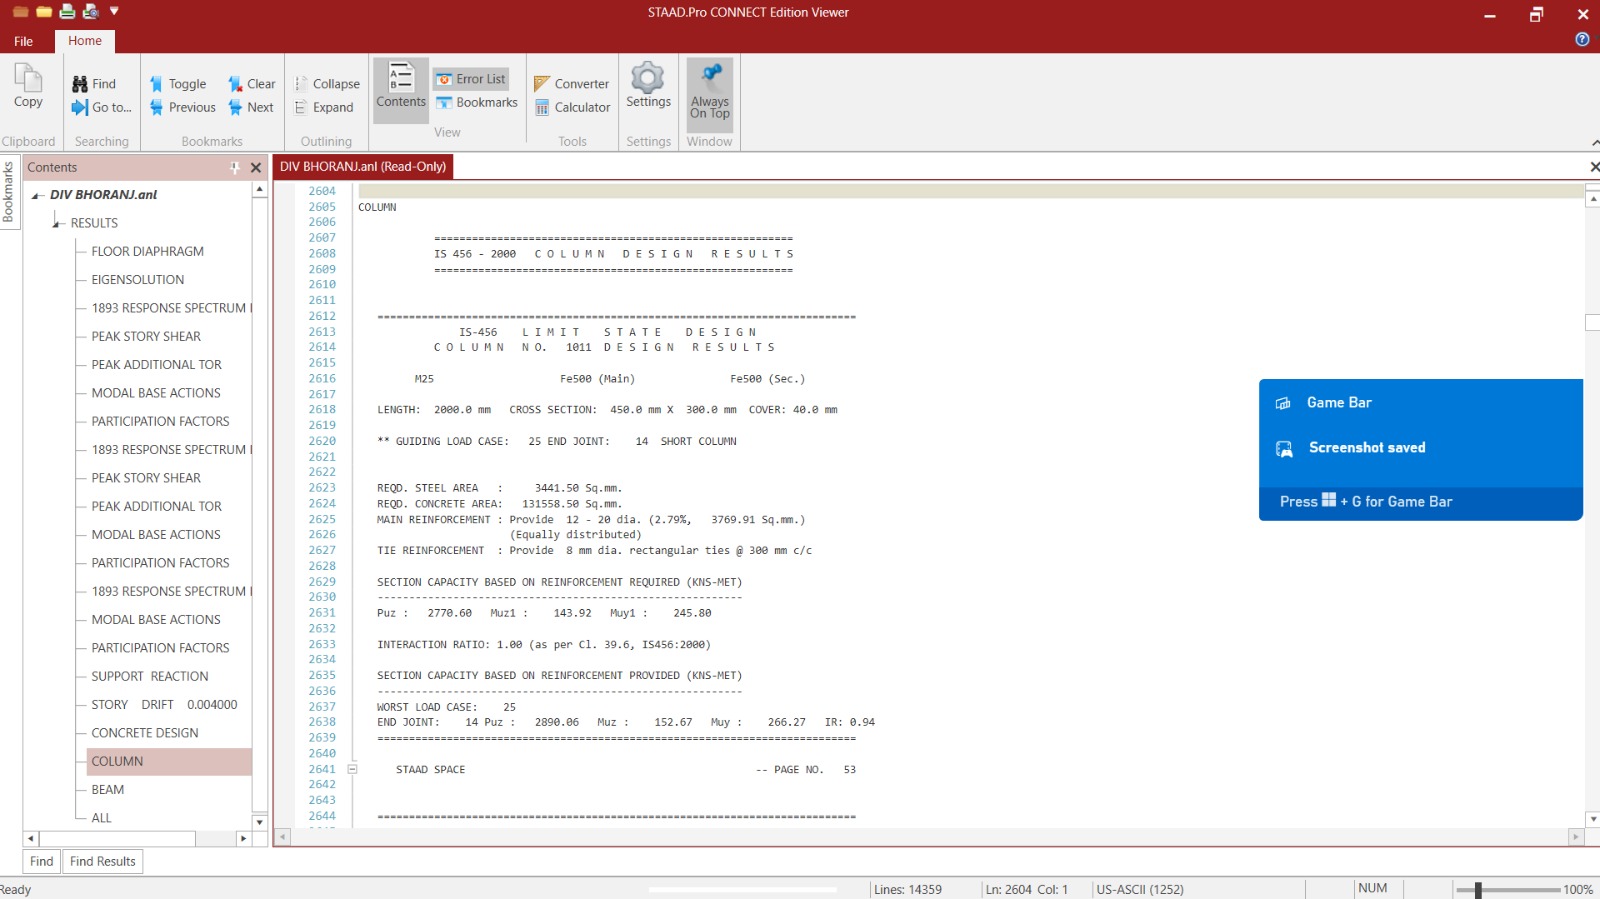 STAAD.Pro CONNECT Edition Viewer
File
Home
Copy
Find
Go to...
Toggle
Previous
Clear
Next
Collapse
Expand
Contents
Error List
Bookmarks
Converter
Calculator
Settings
Always On Top
Clipboard
Searching
Bookmarks
Outlining
View
Tools
Settings
Window
Bookmarks
Contents
DIV BHORANJ.anl
RESULTS
FLOOR DIAPHRAGM
EIGENSOLUTION
1893 RESPONSE SPECTRUM
PEAK STORY SHEAR
PEAK ADDITIONAL TOR
MODAL BASE ACTIONS
PARTICIPATION FACTORS
1893 RESPONSE SPECTRUM
PEAK STORY SHEAR
PEAK ADDITIONAL TOR
MODAL BASE ACTIONS
PARTICIPATION FACTORS
1893 RESPONSE SPECTRUM
MODAL BASE ACTIONS
PARTICIPATION FACTORS
SUPPORT REACTION
STORY DRIFT 0.004000
CONCRETE DESIGN
COLUMN
BEAM
ALL
Find
Find Results
DIV BHORANJ.anl (Read-Only)
2604
2605 COLUMN
2606
2607 =========================================================
2608 IS 456 - 2000 C O L U M N D E S I G N R E S U L T S
2609 =========================================================
2610
2611
2612 ============================================================================
2613 IS-456 L I M I T S T A T E D E S I G N
2614 C O L U M N N O. 1011 D E S I G N R E S U L T S
2615
2616 M25 Fe500 (Main) Fe500 (Sec.)
2617
2618 LENGTH: 2000.0 mm CROSS SECTION: 450.0 mm X 300.0 mm COVER: 40.0 mm
2619
2620 ** GUIDING LOAD CASE: 25 END JOINT: 14 SHORT COLUMN
2621
2622
2623 REQD. STEEL AREA : 3441.50 Sq.mm.
2624 REQD. CONCRETE AREA: 131558.50 Sq.mm.
2625 MAIN REINFORCEMENT : Provide 12 - 20 dia. (2.79%, 3769.91 Sq.mm.)
2626 (Equally distributed)
2627 TIE REINFORCEMENT : Provide 8 mm dia. rectangular ties @ 300 mm c/c
2628
2629 SECTION CAPACITY BASED ON REINFORCEMENT REQUIRED (KNS-MET)
2630 ----------------------------------------------------------
2631 Puz : 2770.60 Muz1 : 143.92 Muy1 : 245.80
2632
2633 INTERACTION RATIO: 1.00 (as per Cl. 39.6, IS456:2000)
2634
2635 SECTION CAPACITY BASED ON REINFORCEMENT PROVIDED (KNS-MET)
2636 ----------------------------------------------------------
2637 WORST LOAD CASE: 25
2638 END JOINT: 14 Puz : 2890.06 Muz : 152.67 Muy : 266.27 IR: 0.94
2639 ============================================================================
2640
2641 STAAD SPACE -- PAGE NO. 53
2642
2643
2644 ============================================================================
Game Bar
Screenshot saved
Press + G for Game Bar
Ready
Lines: 14359
Ln: 2604 Col: 1
US-ASCII (1252)
NUM
100%